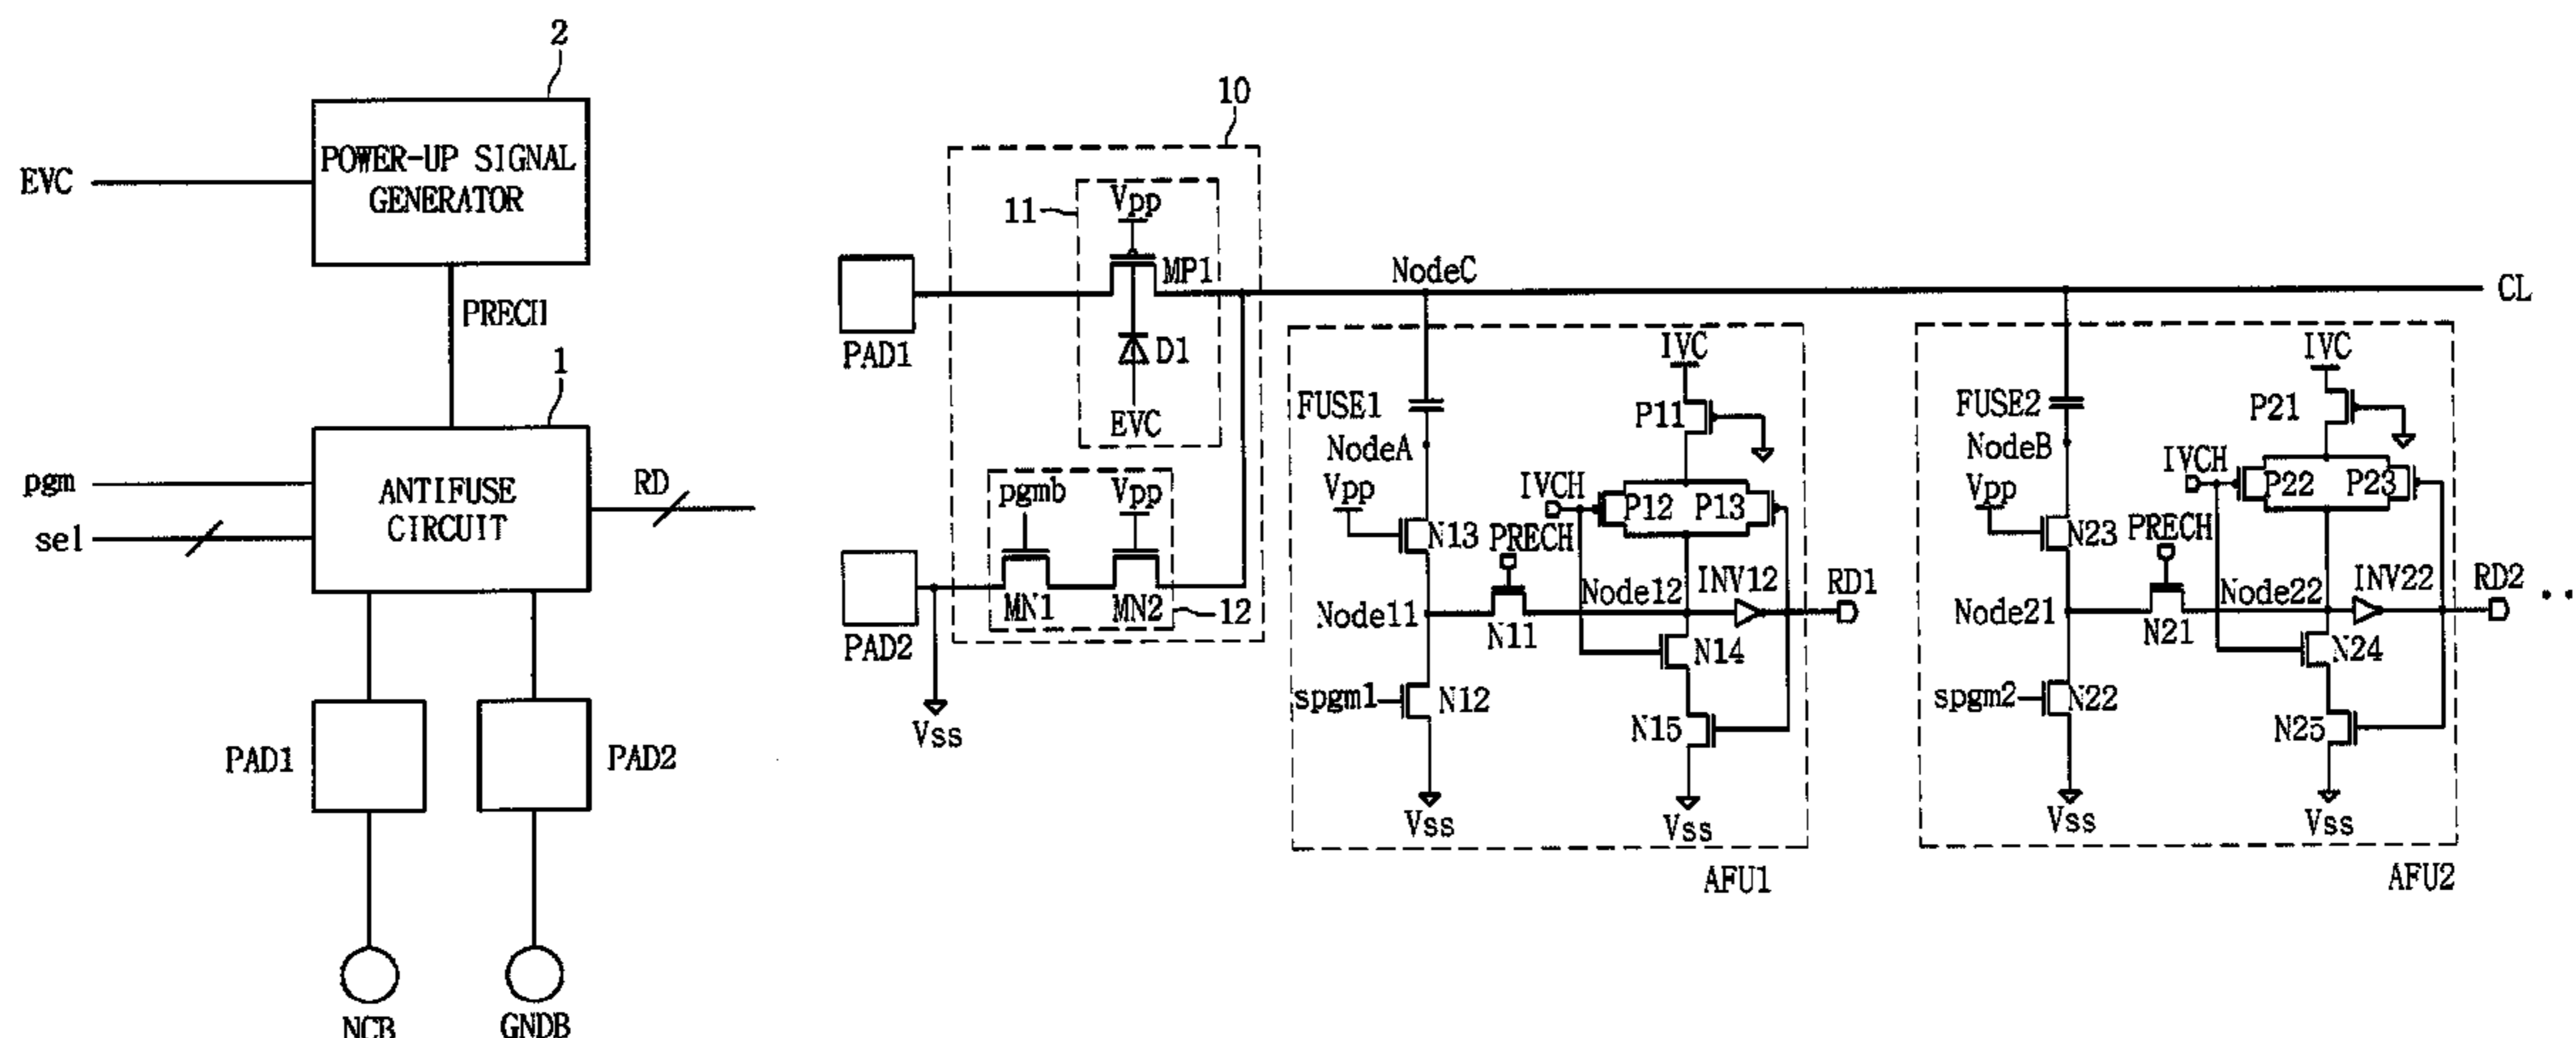 2
POWER-UP SIGNAL
GENERATOR
EVC
PRECH
1
pgm
sel
ANTIFUSE
CIRCUIT
RD
PAD1
PAD2
NCB
GNDB
10
11
Vpp
MP1
D1
EVC
PAD1
NodeC
CL
pgmb
Vpp
MN1
MN2
12
PAD2
Vss
FUSE1
NodeA
Vpp
N13
IVC
P11
IVCH
P12
P13
PRECH
Node11
N11
Node12
INV12
RD1
N14
spgm1
N12
N15
Vss
Vss
AFU1
FUSE2
NodeB
Vpp
N23
IVC
P21
IVCH
P22
P23
PRECH
Node21
N21
Node22
INV22
RD2
..
N24
spgm2
N22
N25
Vss
Vss
AFU2